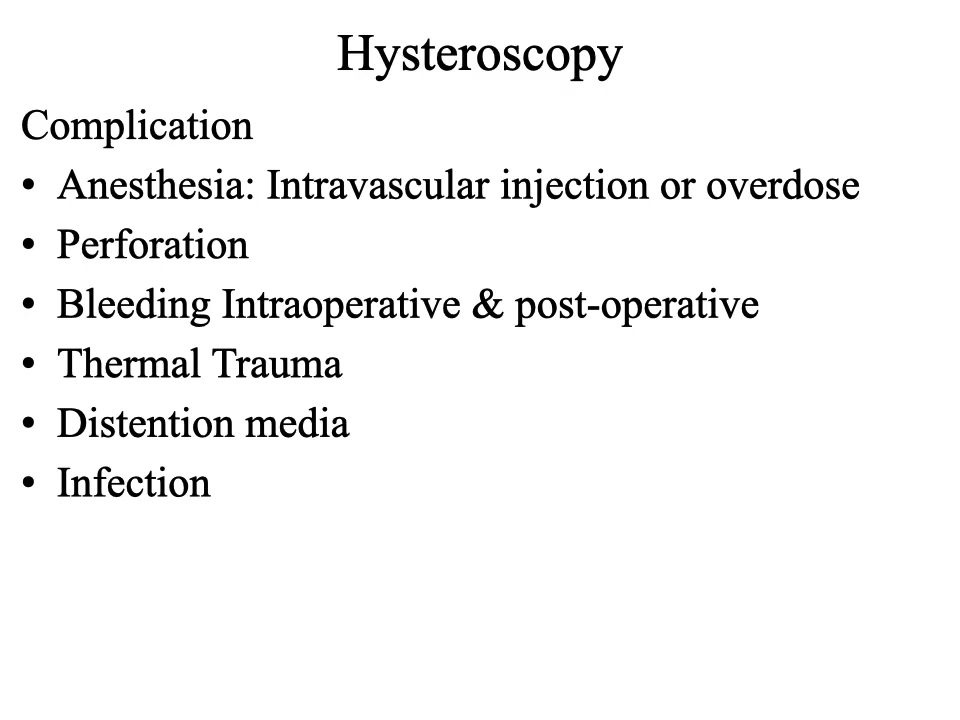 Hysteroscopy
Complication
• Anesthesia: Intravascular injection or overdose
• Perforation
• Bleeding Intraoperative & post-operative
• Thermal Trauma
• Distention media
• Infection